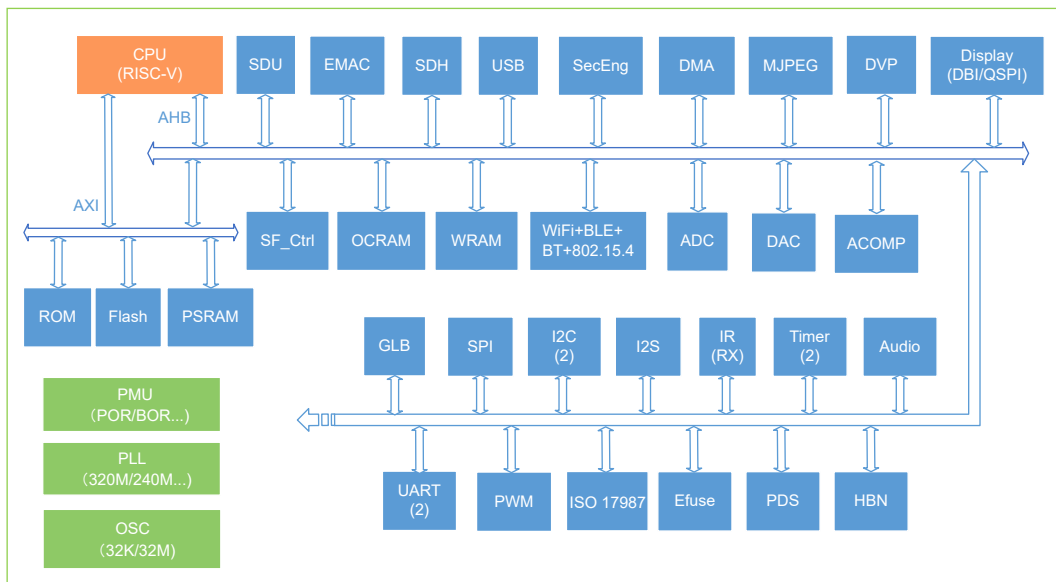 CPU
(RISC-V)
SDU
EMAC
SDH
USB
SecEng
DMA
MJPEG
DVP
Display
(DBI/QSPI)
AHB
AXI
SF_Ctrl
OCRAM
WRAM
WiFi+BLE+
BT+802.15.4
ADC
DAC
ACOMP
ROM
Flash
PSRAM
GLB
SPI
I2C
(2)
I2S
IR
(RX)
Timer
(2)
Audio
PMU
（POR/BOR...)
PLL
（320M/240M...)
OSC
（32K/32M)
UART
(2)
PWM
ISO 17987
Efuse
PDS
HBN